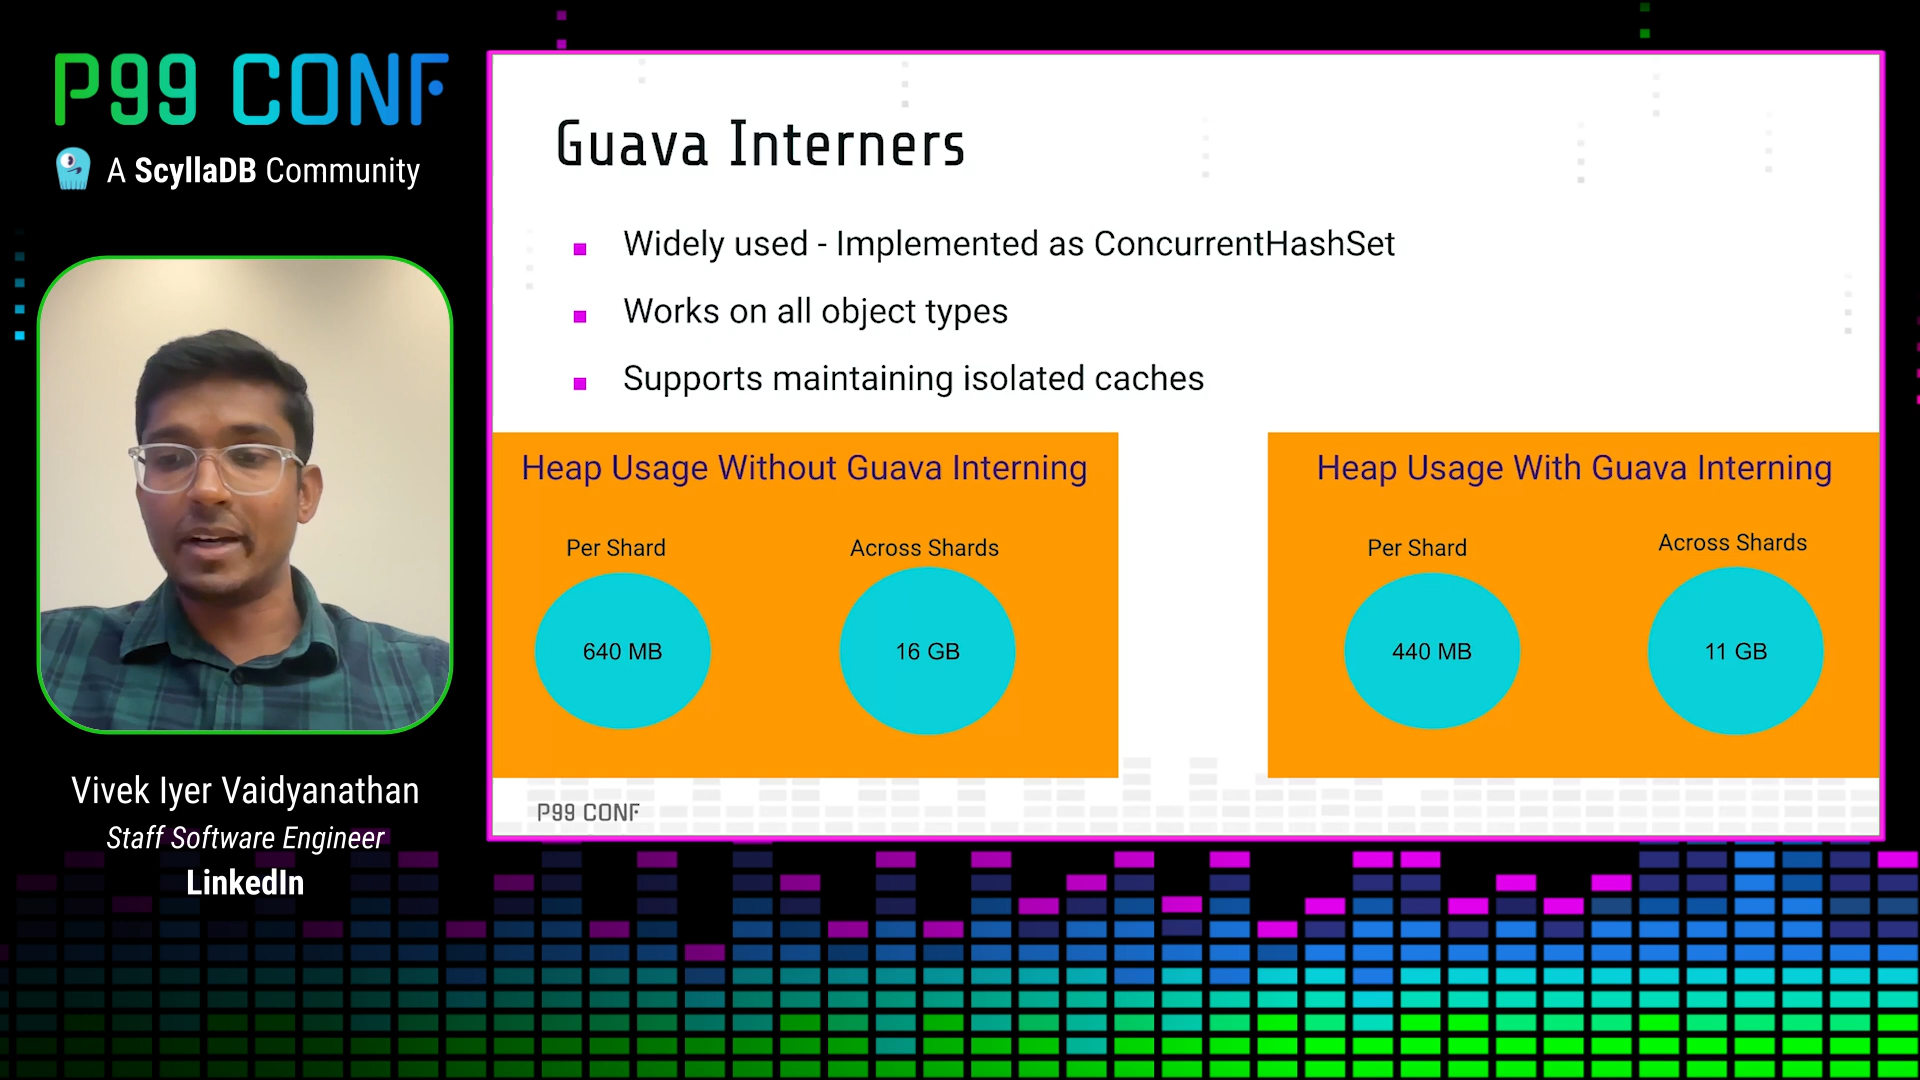 P99 CONF
A ScyllaDB Community
Vivek Iyer Vaidyanathan
Staff Software Engineer
LinkedIn
Guava Interners
Widely used - Implemented as ConcurrentHashSet
Works on all object types
Supports maintaining isolated caches
Heap Usage Without Guava Interning
Per Shard
Across Shards
640 MB
16 GB
Heap Usage With Guava Interning
Per Shard
Across Shards
440 MB
11 GB
P99 CONF